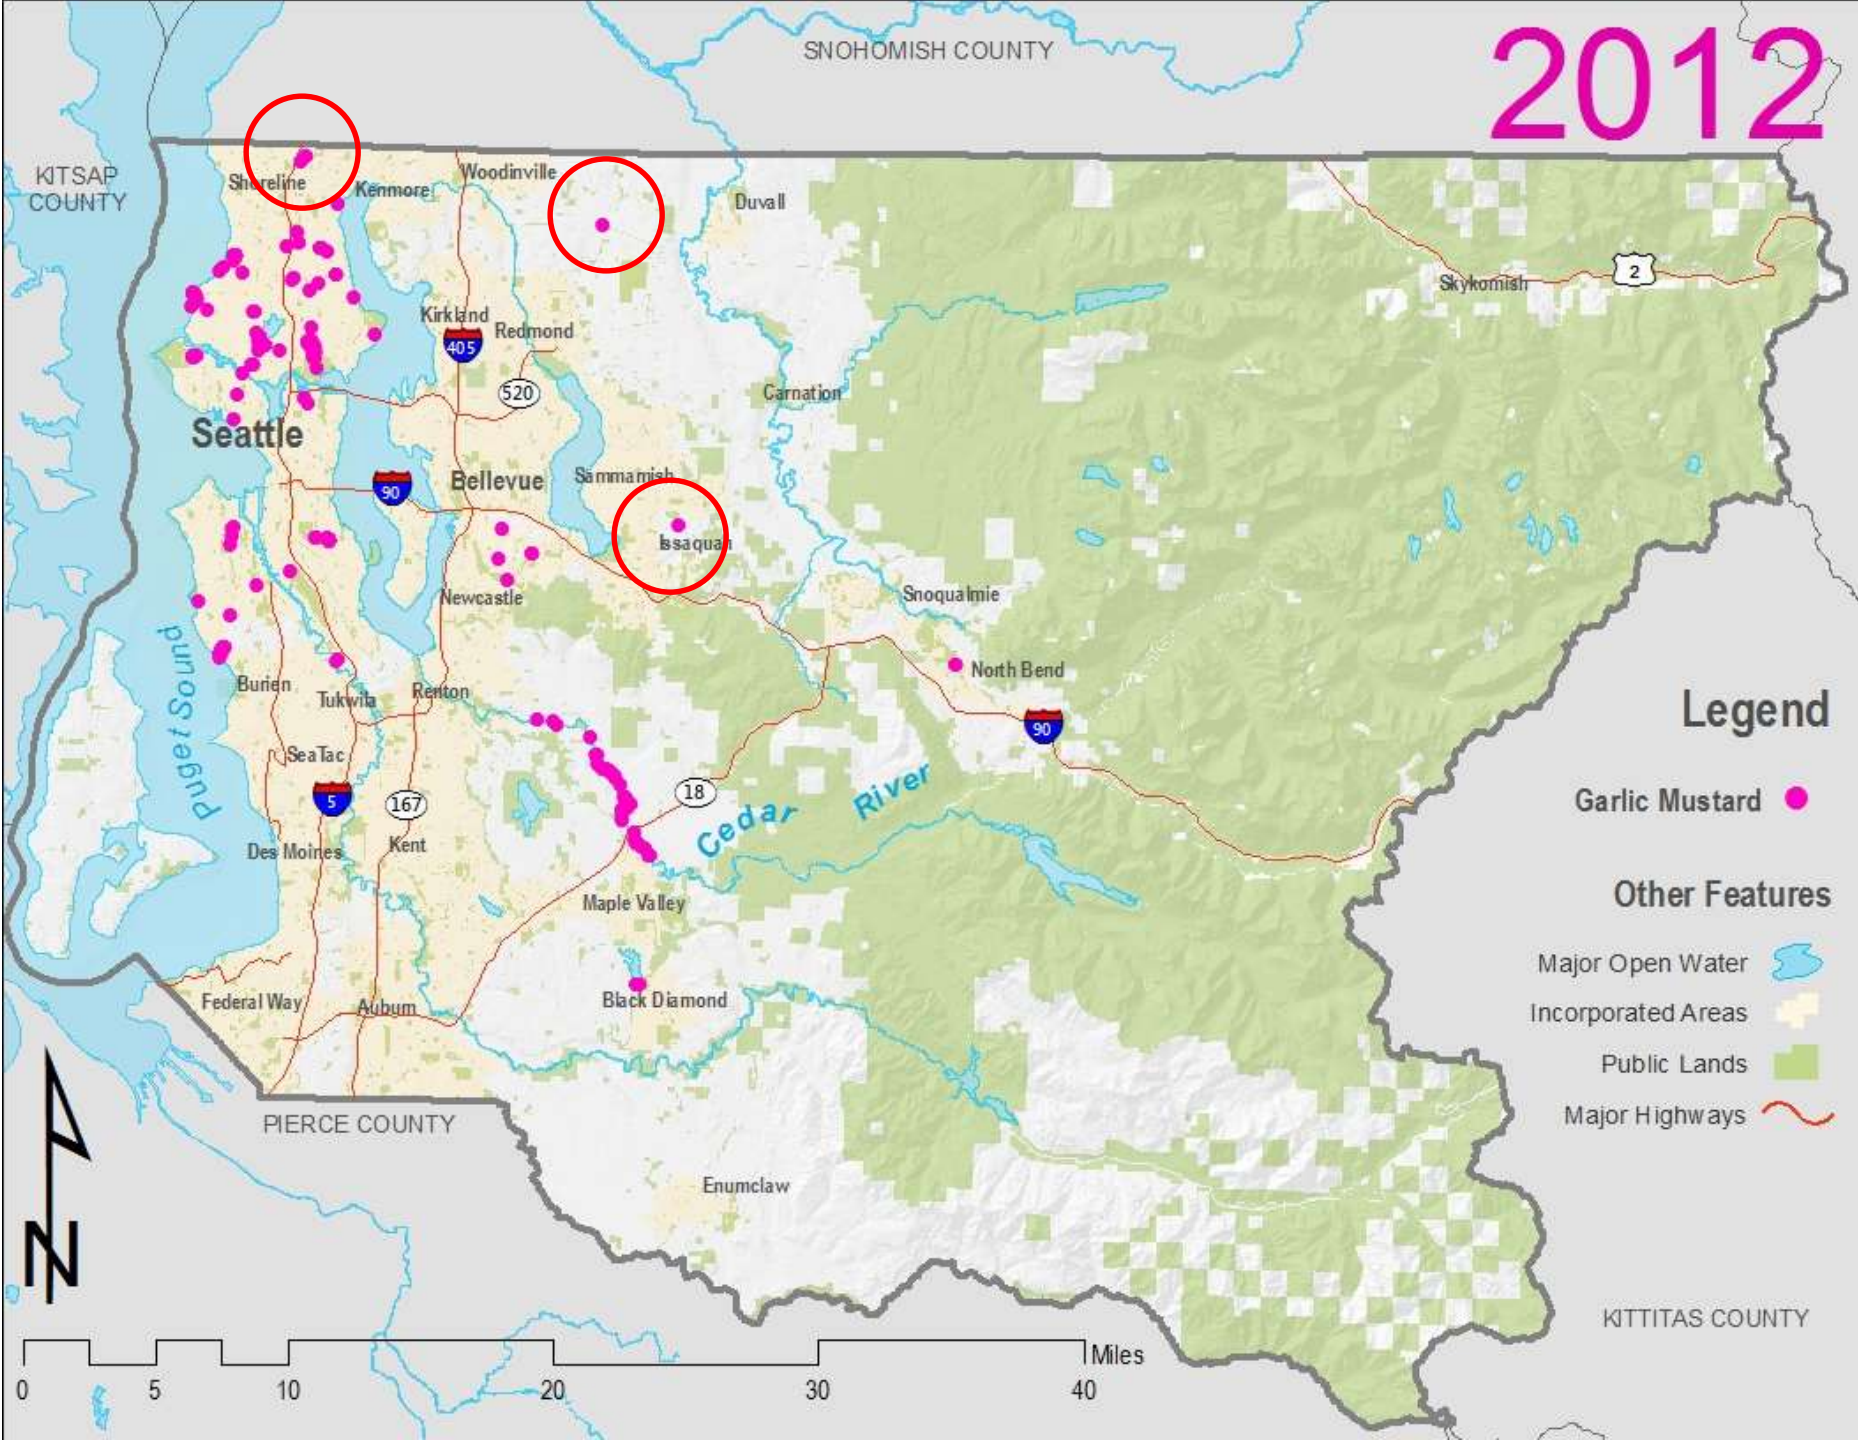 2012
SNOHOMISH COUNTY
KITSAP
COUNTY
Shoreline
Kenmore
Woodinville
Duvall
2
Skykomish
Kirkland
405
Redmond
520
Carnation
Seattle
90
Bellevue
Sammamish
Issaquah
Newcastle
Snoqualmie
North Bend
90
Puget Sound
Burien
Tukwila
Renton
SeaTac
5
167
18
Cedar River
Des Moines
Kent
Maple Valley
Federal Way
Auburn
Black Diamond
PIERCE COUNTY
Enumclaw
KITTITAS COUNTY
Legend
Garlic Mustard
Other Features
Major Open Water
Incorporated Areas
Public Lands
Major Highways
N
0 5 10 20 30 40 Miles